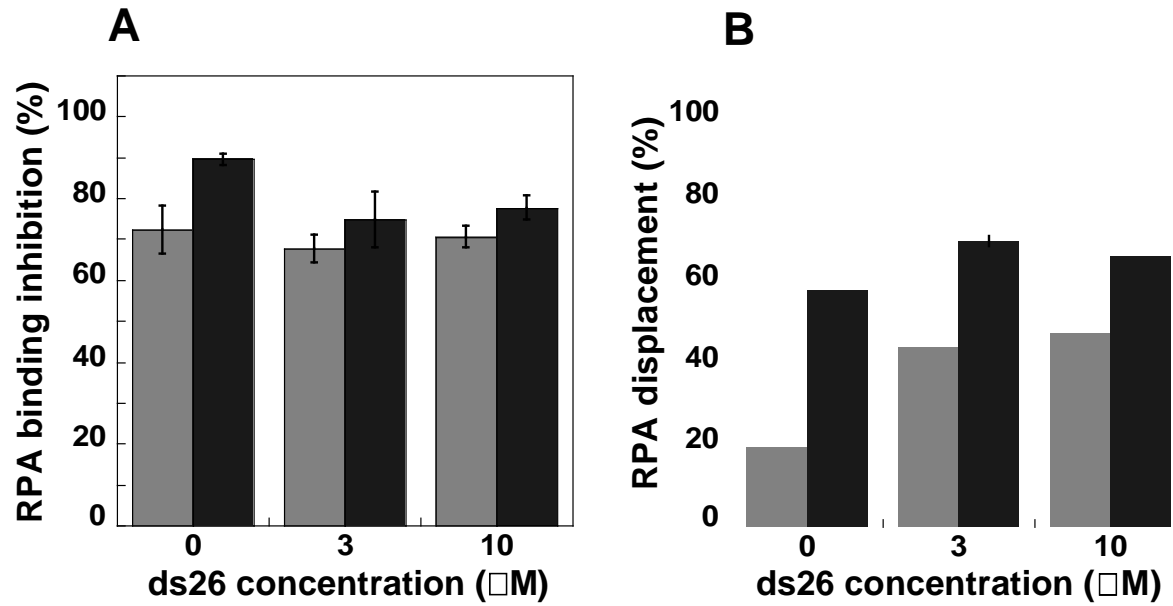 A
RPA binding inhibition (%)
100
80
60
40
20
0
0 3 10
ds26 concentration (□M)
B
RPA displacement (%)
100
80
60
40
20
0
0 3 10
ds26 concentration (□M)